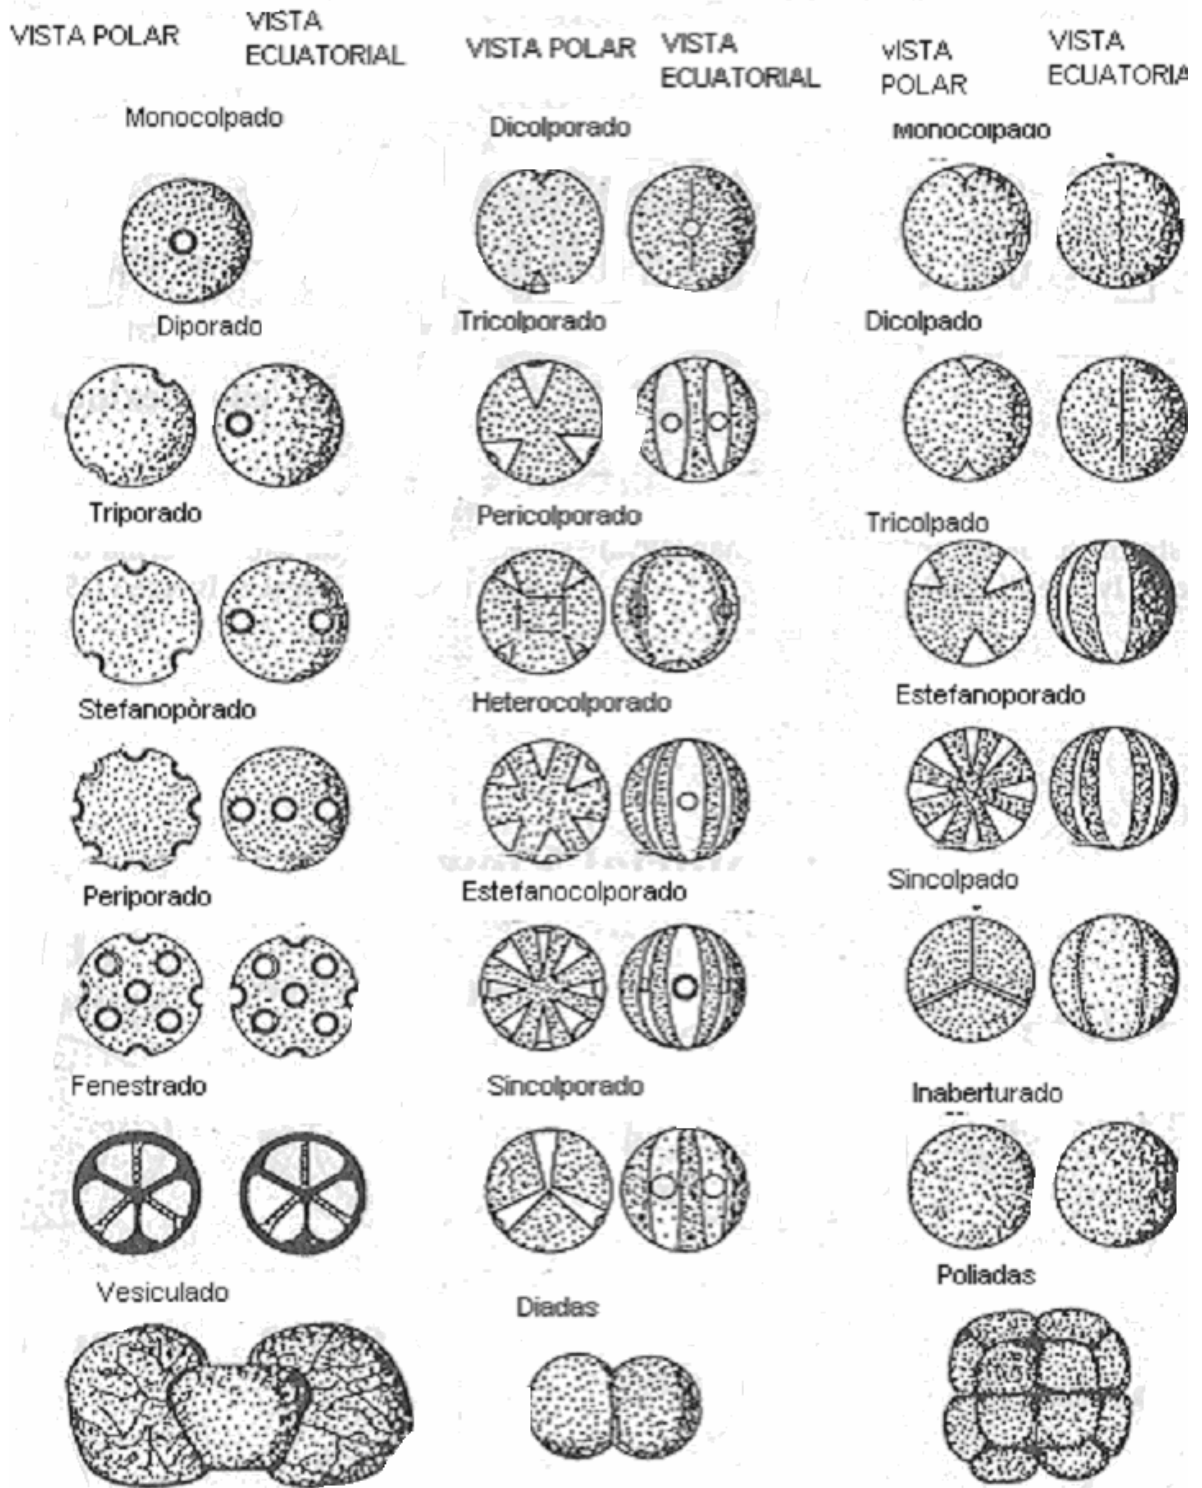 VISTA POLAR
VISTA
ECUATORIAL
Monocolpado
Diporado
Triporado
Stefanopòrado
Periporado
Fenestrado
Vesiculado
VISTA POLAR
VISTA
ECUATORIAL
Dicolporado
Tricolporado
Pericolporado
Heterocolporado
Estefanocolporado
Sincolporado
Diadas
vISTA
POLAR
VISTA
ECUATORIA
Monocolpado
Dicolpado
Tricolpado
Estefanoporado
Sincolpado
Inaberturado
Poliadas